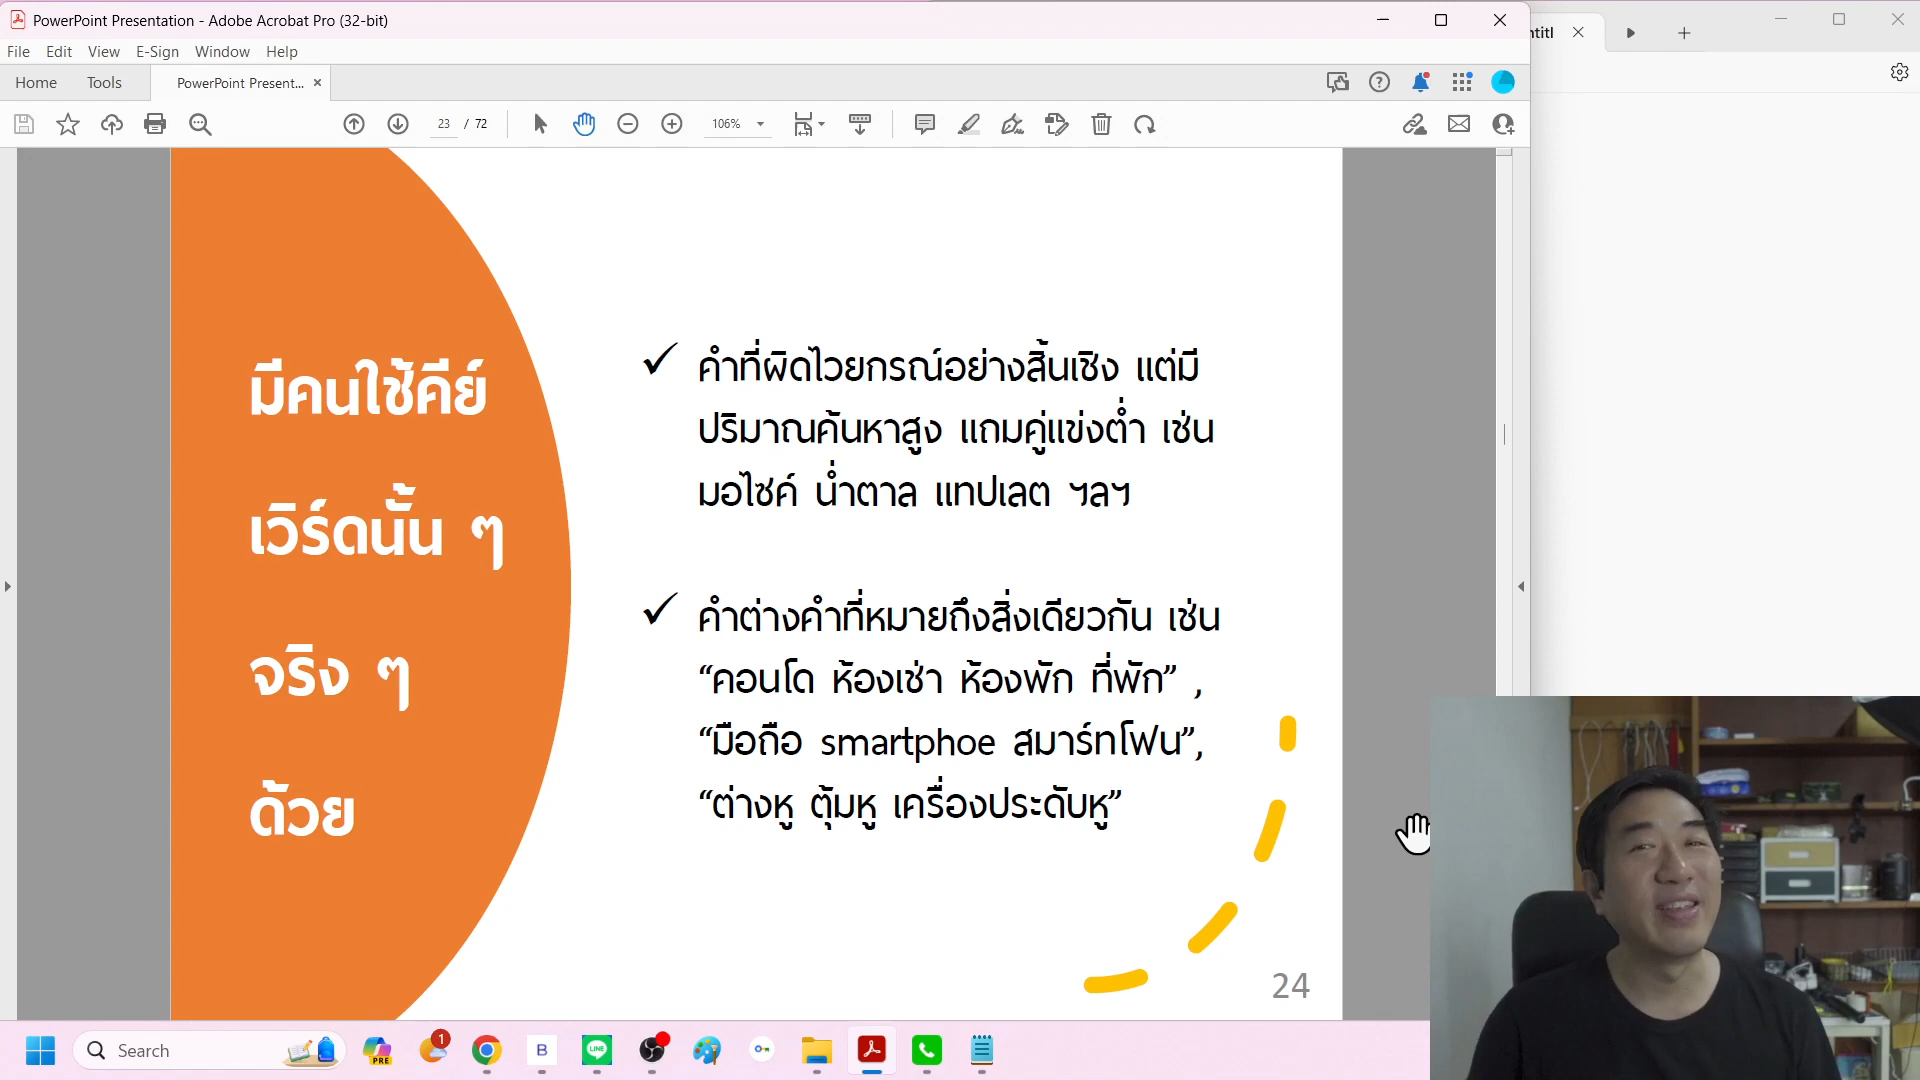 PowerPoint Presentation - Adobe Acrobat Pro (32-bit)
File Edit View E-Sign Window Help
Home Tools PowerPoint Present...
23 / 72 106%
มีคนใช้คีย์
เวิร์ดนั้น ๆ
จริง ๆ
ด้วย
คำที่ผิดไวยกรณ์อย่างสิ้นเชิง แต่มี
ปริมาณค้นหาสูง แถมคู่แข่งต่ำ เช่น
มอไซค์ น่ำตาล แทปเลต ฯลฯ
คำต่างคำที่หมายถึงสิ่งเดียวกัน เช่น
“คอนโด ห้องเช่า ห้องพัก ที่พัก” ,
“มือถือ smartphoe สมาร์ทโฟน”,
“ต่างหู ตุ้มหู เครื่องประดับหู”
24
Search
PRE
1
B
LINE